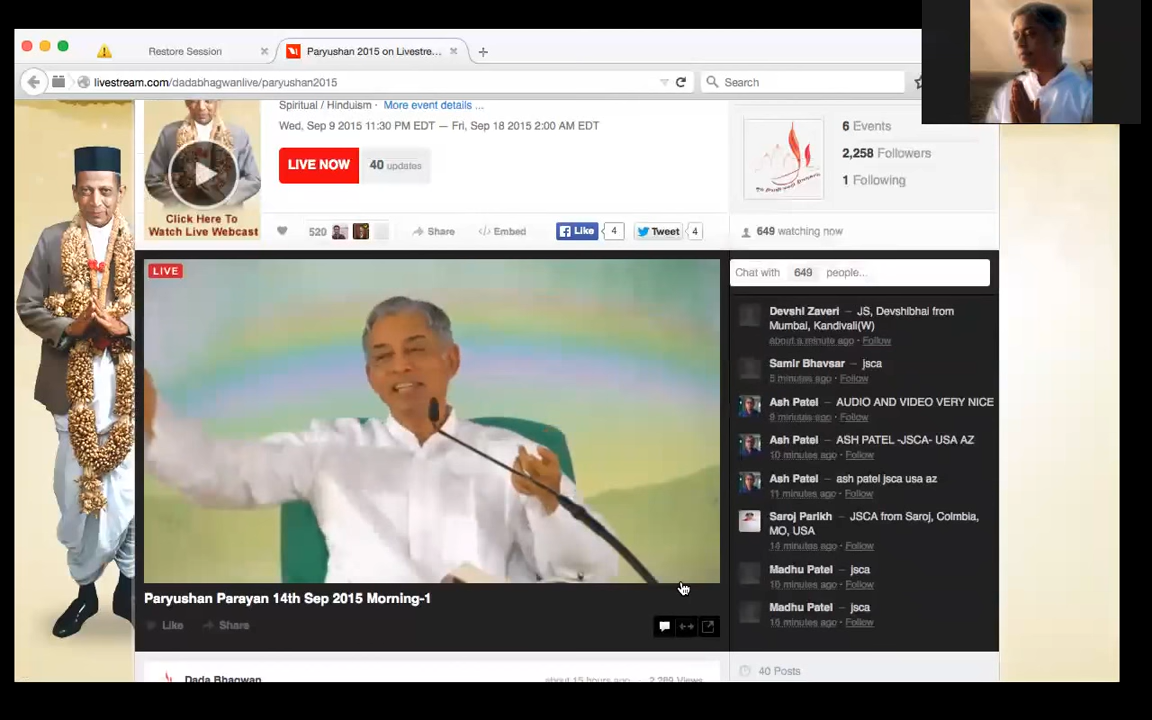 Restore Session
Paryushan 2015 on Livestre...
livestream.com/dadabhagwanlive/paryushan2015
Search
Spiritual / Hinduism · More event details ...
Wed, Sep 9 2015 11:30 PM EDT — Fri, Sep 18 2015 2:00 AM EDT
LIVE NOW
40 updates
Click Here To
Watch Live Webcast
520
Share
</> Embed
Like
4
Tweet
4
6 Events
2,258 Followers
1 Following
649 watching now
LIVE
Paryushan Parayan 14th Sep 2015 Morning-1
Like
Share
Chat with 649 people...
Devshi Zaveri – JS, Devshibhai from
Mumbai, Kandivali(W)
about a minute ago · Follow
Samir Bhavsar – jsca
5 minutes ago · Follow
Ash Patel – AUDIO AND VIDEO VERY NICE
9 minutes ago · Follow
Ash Patel – ASH PATEL -JSCA- USA AZ
10 minutes ago · Follow
Ash Patel – ash patel jsca usa az
11 minutes ago · Follow
Saroj Parikh – JSCA from Saroj, Colmbia,
MO, USA
14 minutes ago · Follow
Madhu Patel – jsca
16 minutes ago · Follow
Madhu Patel – jsca
16 minutes ago · Follow
Dada Bhagwan
about 15 hours ago
2,289 Views
40 Posts